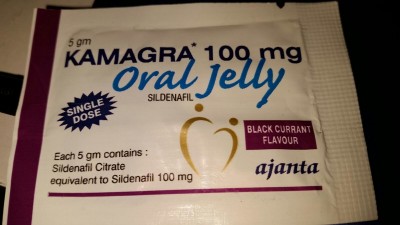 5 gm
KAMAGRA* 100 mg
Oral Jelly
SILDENAFIL
SINGLE
DOSE
BLACK CURRANT
FLAVOUR
Each 5 gm contains :
Sildenafil Citrate
equivalent to Sildenafil 100 mg
ajanta